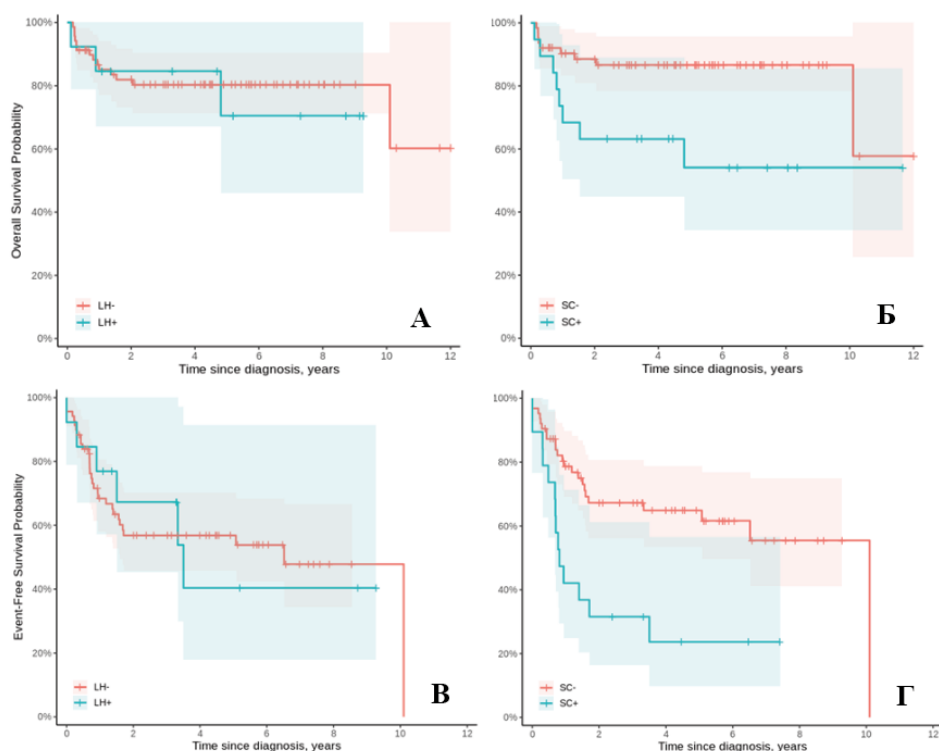 100%
80%
60%
40%
20%
0%
Overall Survival Probability
LH-
LH+
А
0 2 4 6 8 10 12
Time since diagnosis, years
100%
80%
60%
40%
20%
0%
SC-
SC+
Б
0 2 4 6 8 10 12
Time since diagnosis, years
100%
80%
60%
40%
20%
0%
Event-Free Survival Probability
LH-
LH+
В
0 2 4 6 8 10 12
Time since diagnosis, years
100%
80%
60%
40%
20%
0%
SC-
SC+
Г
0 2 4 6 8 10 12
Time since diagnosis, years